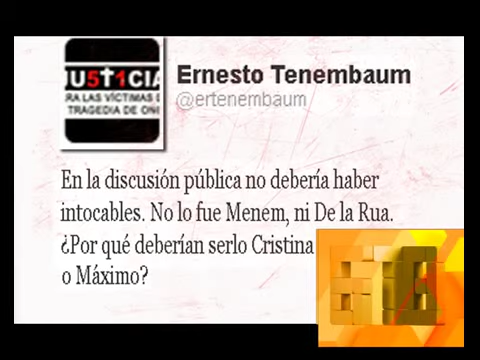 JU5T1CIA
RA LAS VÍCTIMAS D
TRAGEDIA DE ON
Ernesto Tenembaum
@ertenembaum
En la discusión pública no debería haber
intocables. No lo fue Menem, ni De la Rua.
¿Por qué deberían serlo Cristina
o Máximo?